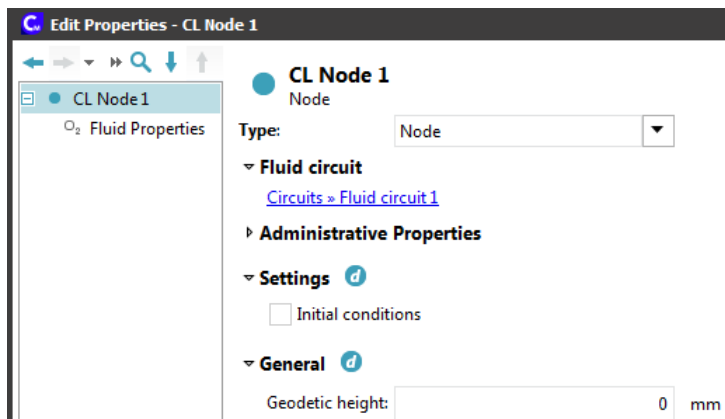 Edit Properties - CL Node 1
CL Node 1
O₂ Fluid Properties
CL Node 1
Node
Type: Node
Fluid circuit
Circuits » Fluid circuit 1
Administrative Properties
Settings d
Initial conditions
General d
Geodetic height: 0 mm